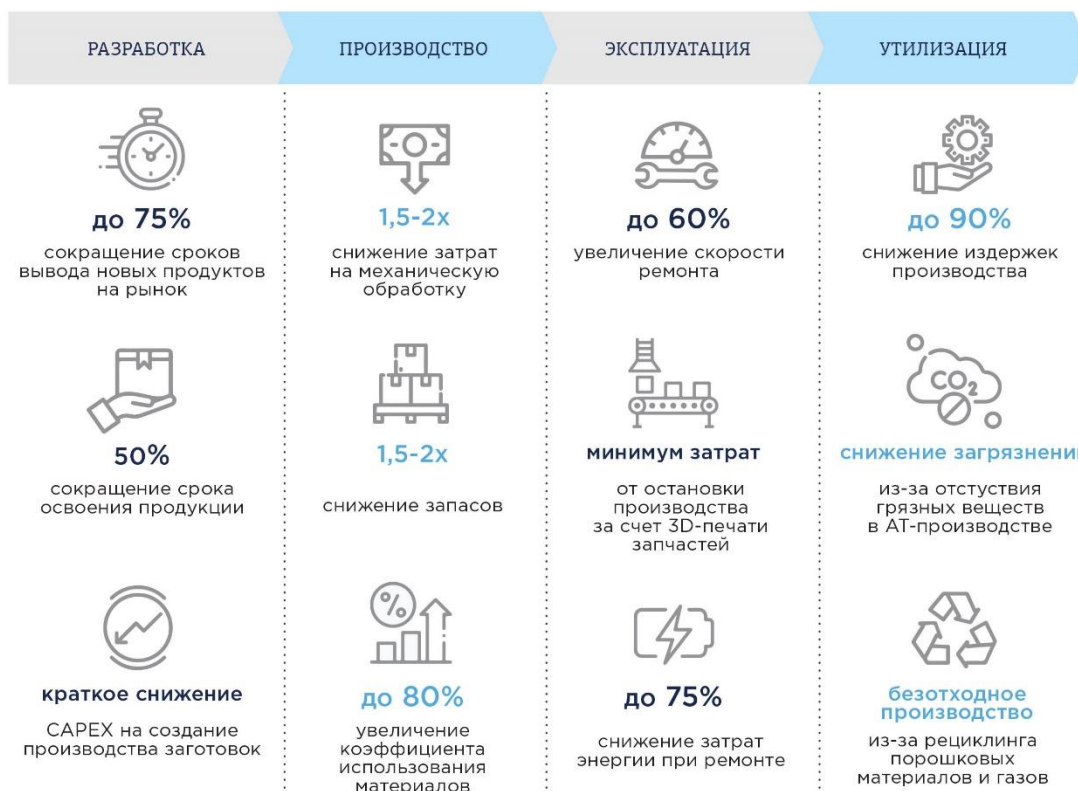 РАЗРАБОТКА
ПРОИЗВОДСТВО
ЭКСПЛУАТАЦИЯ
УТИЛИЗАЦИЯ
до 75%
сокращение сроков
вывода новых продуктов
на рынок
50%
сокращение срока
освоения продукции
краткое снижение
CAPEX на создание
производства заготовок
1,5-2х
снижение затрат
на механическую
обработку
1,5-2х
снижение запасов
%
до 80%
увеличение
коэффициента
использования
материалов
до 60%
увеличение скорости
ремонта
минимум затрат
от остановки
производства
за счет 3D-печати
запчастей
до 75%
снижение затрат
энергии при ремонте
до 90%
снижение издержек
производства
CO₂
снижение загрязнени
из-за отстуствия
грязных веществ
в АТ-производстве
безотходное
производство
из-за рециклинга
порошковых
материалов и газов